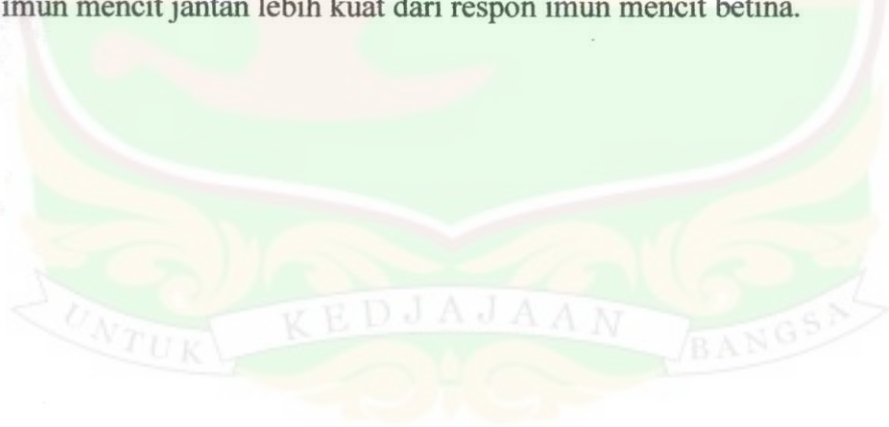 imun mencit jantan lebih kuat dari respon imun mencit betina.
UNTUK KEDJAJAAN BANGSA